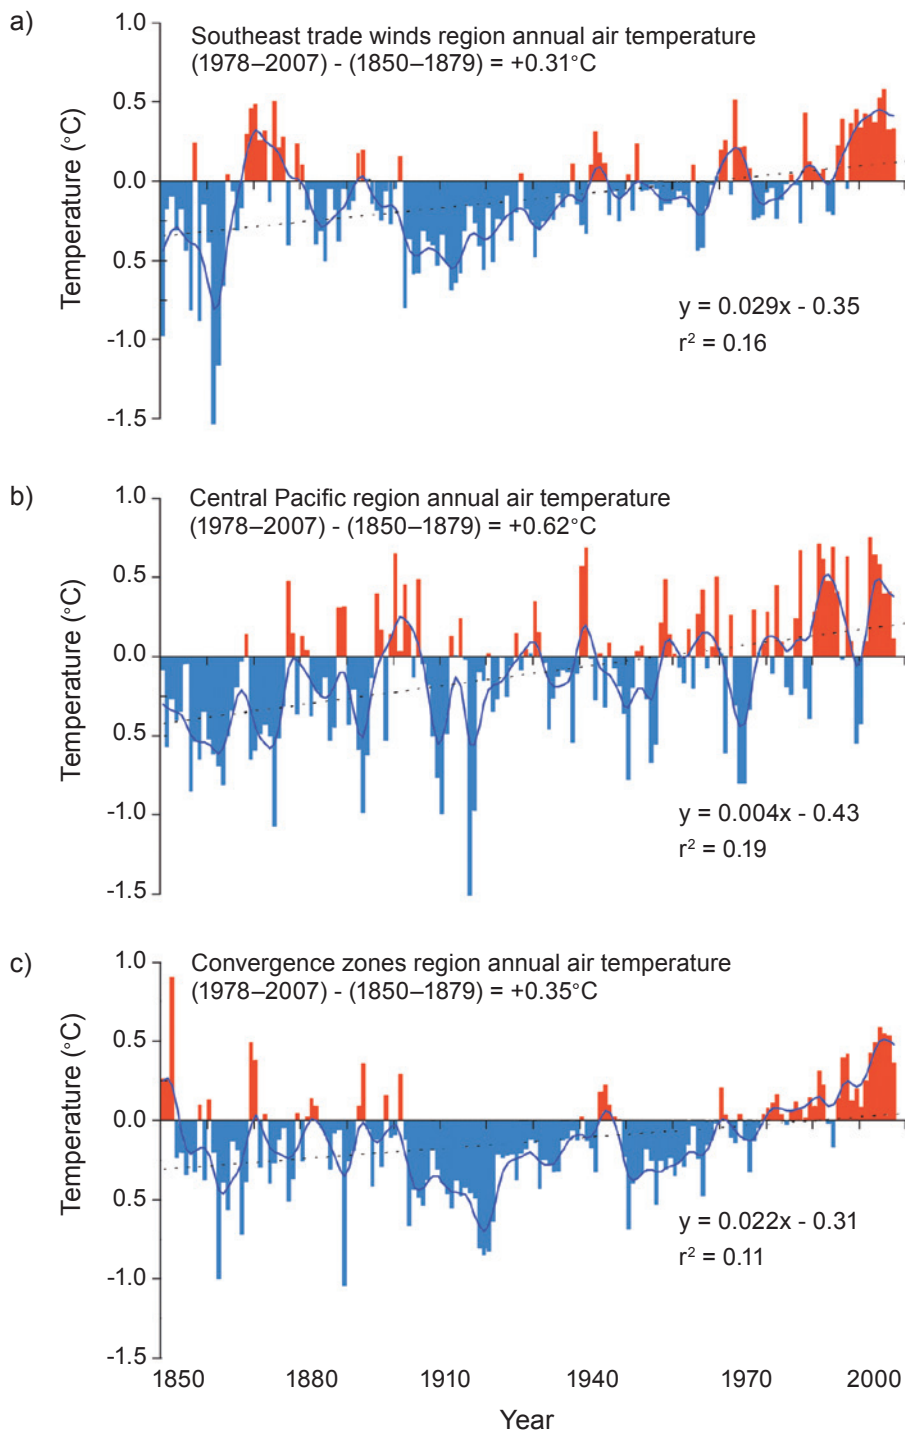 a)
Southeast trade winds region annual air temperature
(1978–2007) - (1850–1879) = +0.31°C
Temperature (°C)
1.0
0.5
0.0
0.5
-1.0
-1.5
y = 0.029x - 0.35
r² = 0.16
b)
Central Pacific region annual air temperature
(1978–2007) - (1850–1879) = +0.62°C
Temperature (°C)
1.0
0.5
0.0
0.5
-1.0
-1.5
y = 0.004x - 0.43
r² = 0.19
c)
Convergence zones region annual air temperature
(1978–2007) - (1850–1879) = +0.35°C
Temperature (°C)
1.0
0.5
0.0
0.5
-1.0
-1.5
y = 0.022x - 0.31
r² = 0.11
1850 1880 1910 1940 1970 2000
Year